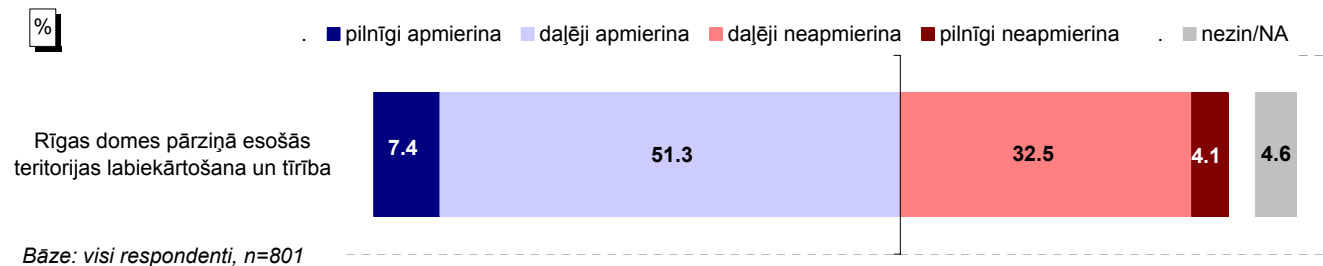 %
. pilnīgi apmierina daļēji apmierina daļēji neapmierina pilnīgi neapmierina . nezin/NA
Rīgas domes pārziņā esošās
teritorijas labiekārtošana un tīrība
7.4 51.3 32.5 4.1 4.6
Bāze: visi respondenti, n=801